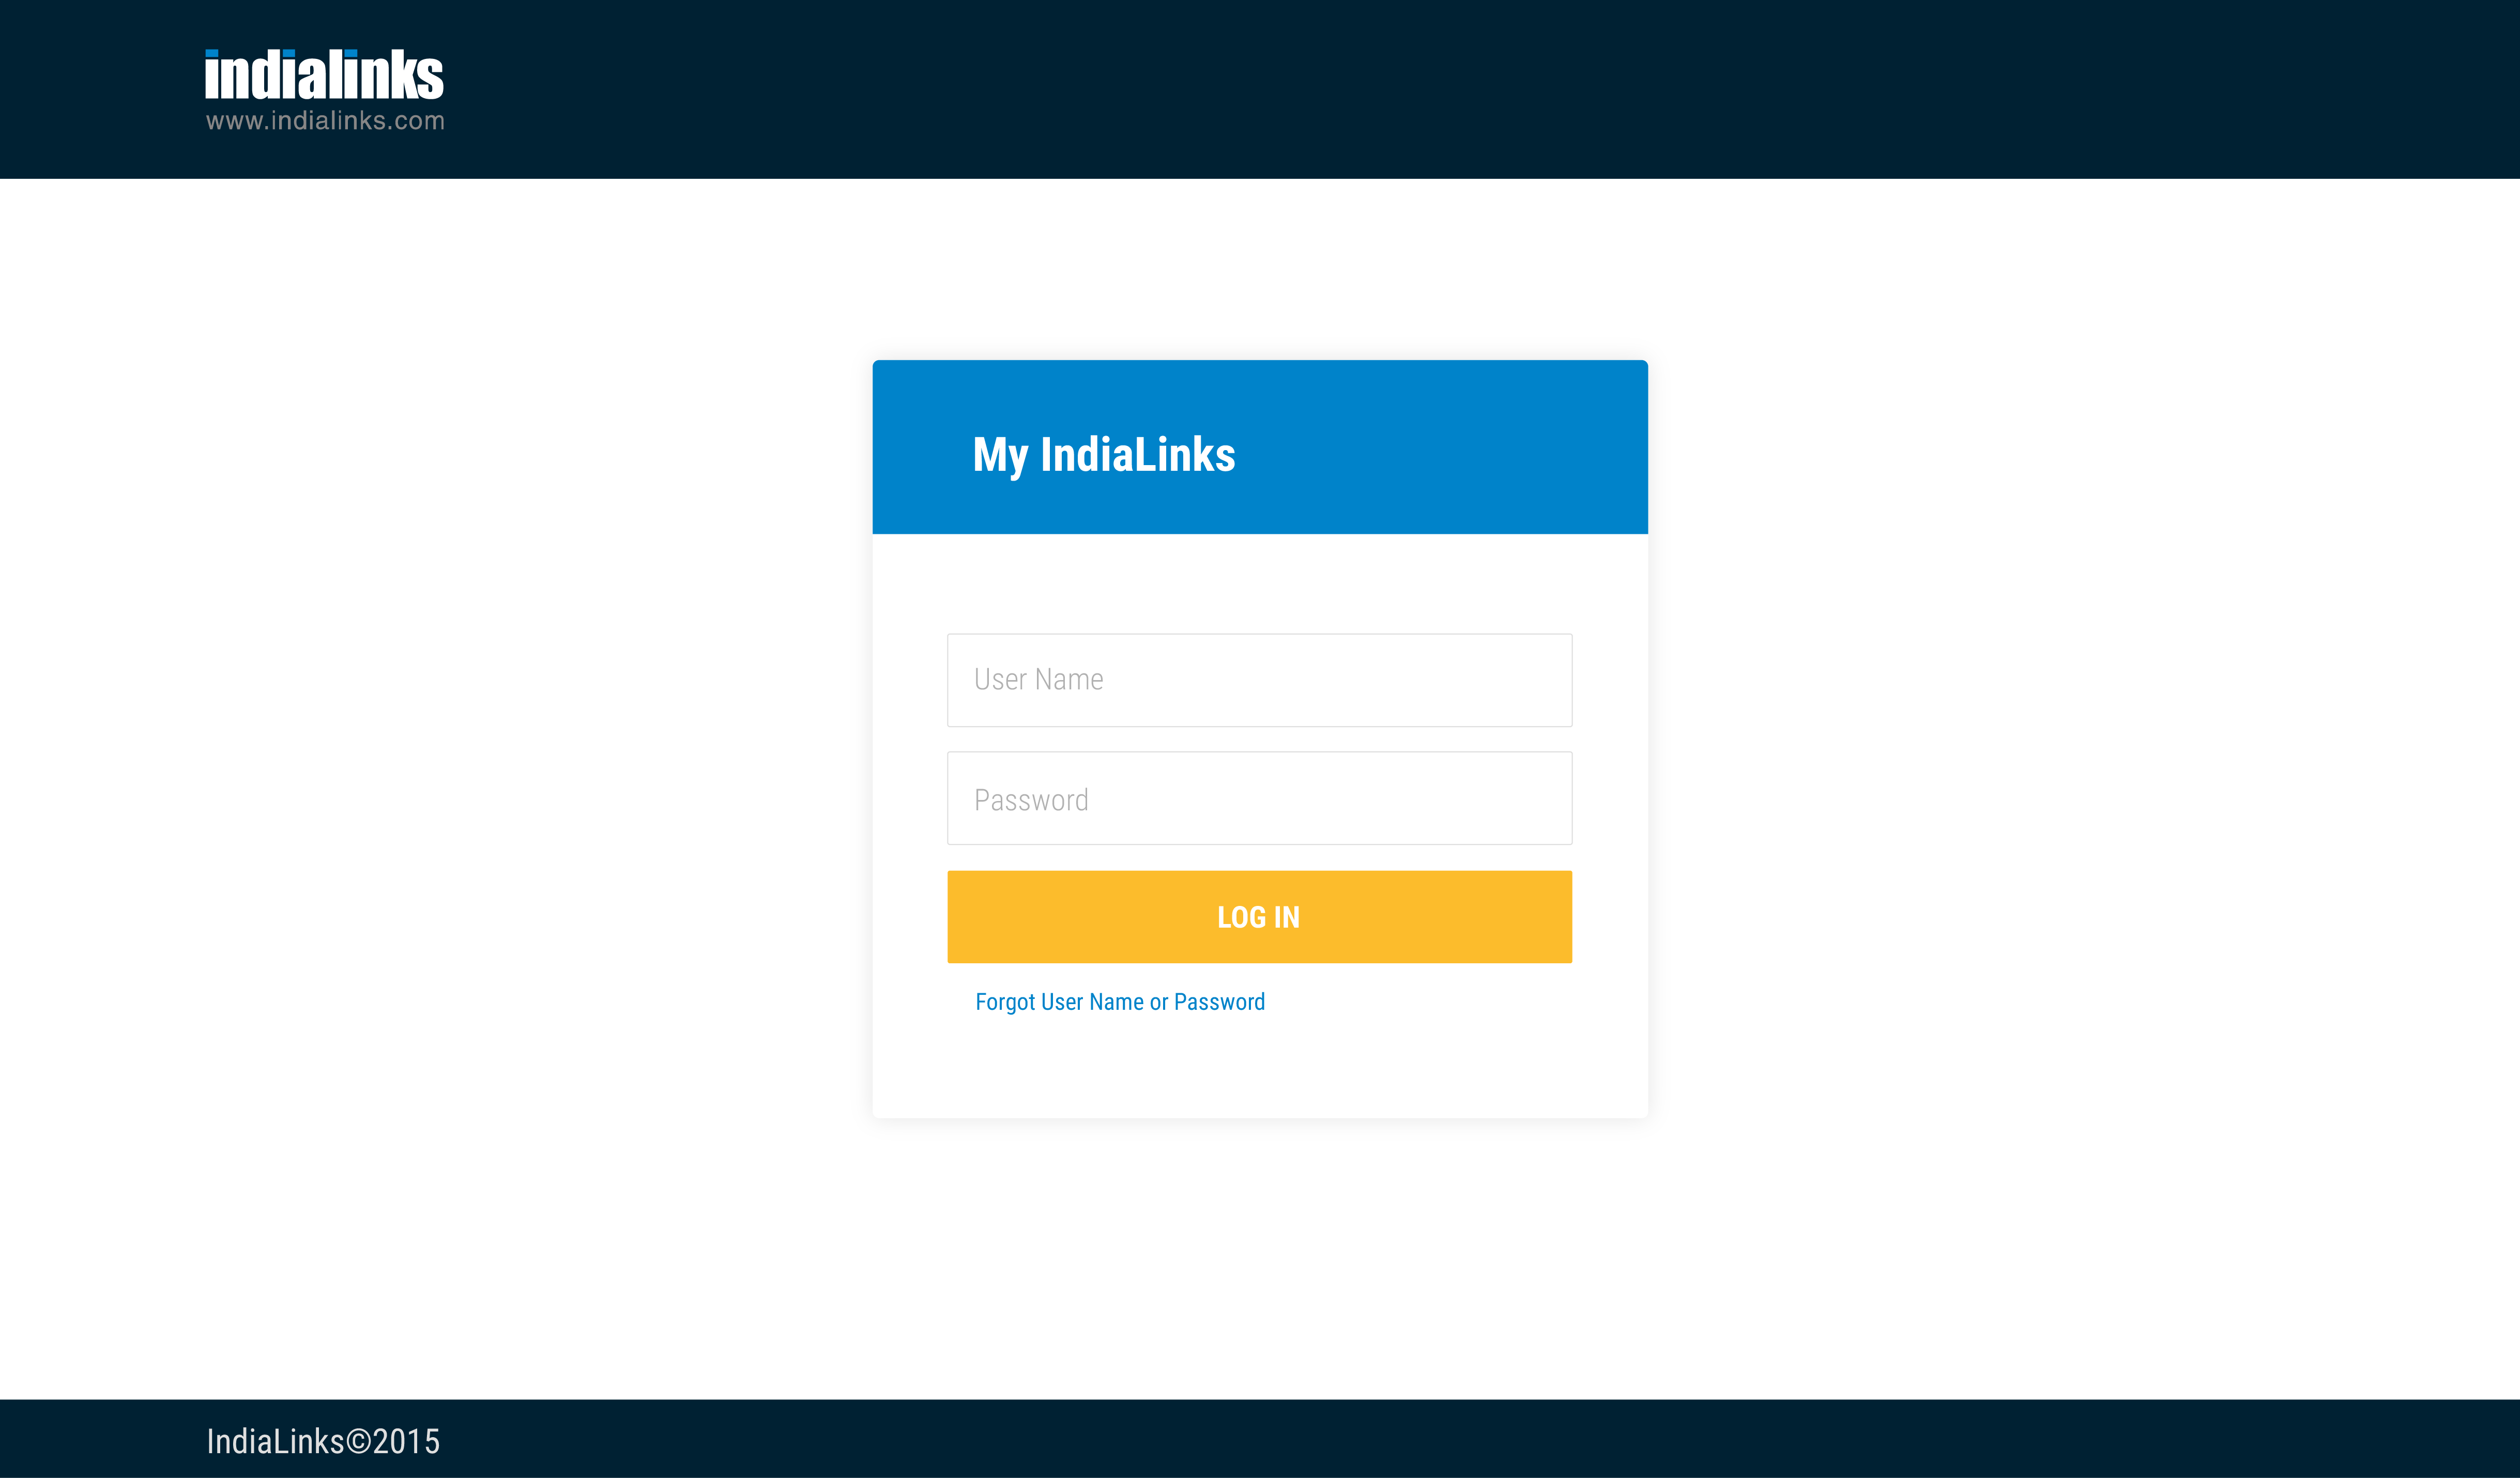 indialinks
www.indialinks.com
My IndiaLinks
User Name
Password
LOG IN
Forgot User Name or Password
IndiaLinks©2015